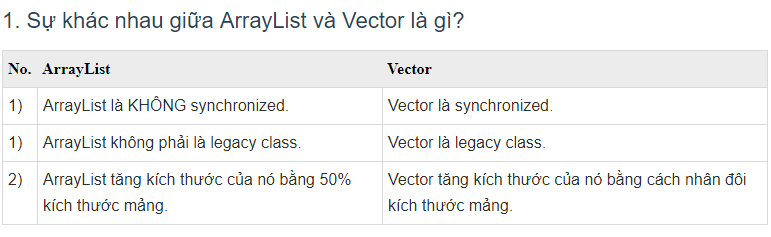 1. Sự khác nhau giữa ArrayList và Vector là gì?
No. ArrayList Vector
1) ArrayList là KHÔNG synchronized. Vector là synchronized.
1) ArrayList không phải là legacy class. Vector là legacy class.
2) ArrayList tăng kích thước của nó bằng 50% Vector tăng kích thước của nó bằng cách nhân đôi
kích thước mảng. kích thước mảng.